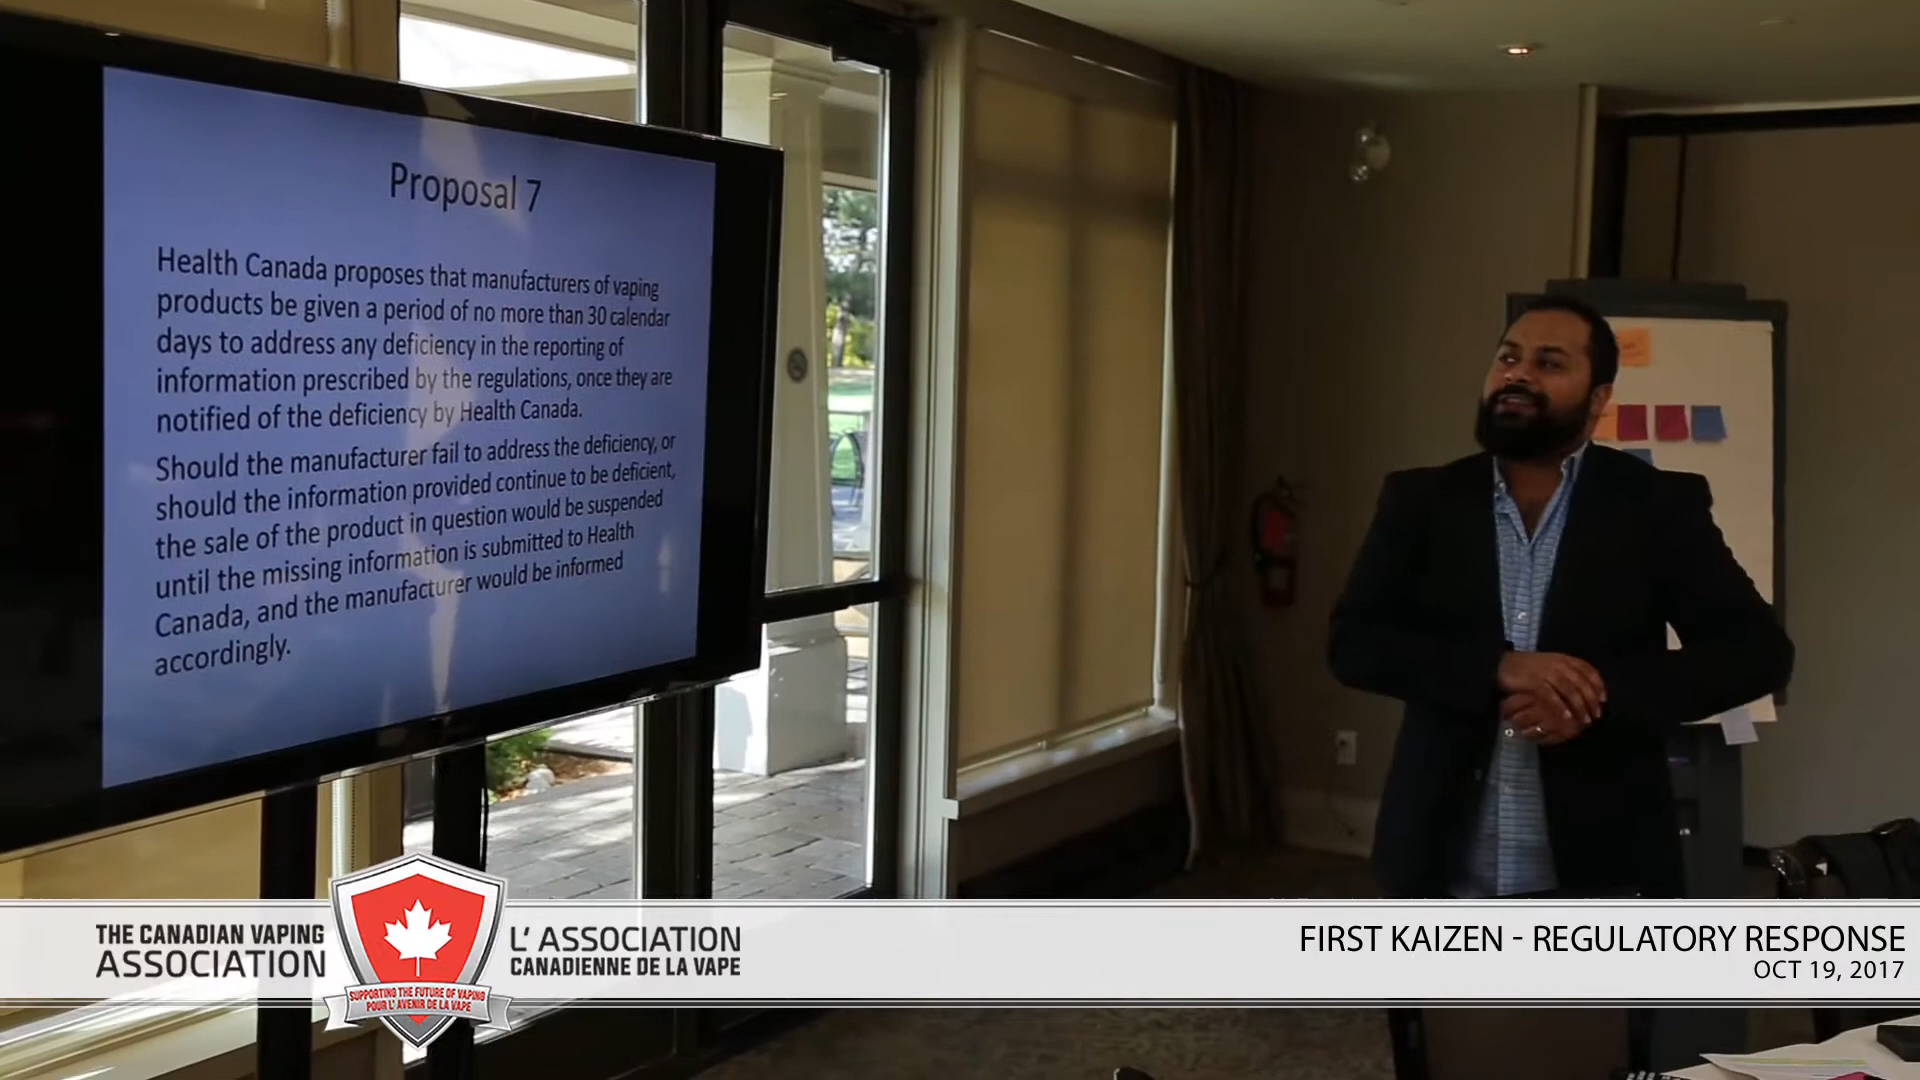 Proposal 7
Health Canada proposes that manufacturers of vaping
products be given a period of no more than 30 calendar
days to address any deficiency in the reporting of
information prescribed by the regulations, once they are
notified of the deficiency by Health Canada.
Should the manufacturer fail to address the deficiency, or
should the information provided continue to be deficient,
the sale of the product in question would be suspended
until the missing information is submitted to Health
Canada, and the manufacturer would be informed
accordingly.
THE CANADIAN VAPING
ASSOCIATION
SUPPORTING THE FUTURE OF VAPING
POUR L' AVENIR DE LA VAPE
L' ASSOCIATION
CANADIENNE DE LA VAPE
FIRST KAIZEN - REGULATORY RESPONSE
OCT 19, 2017